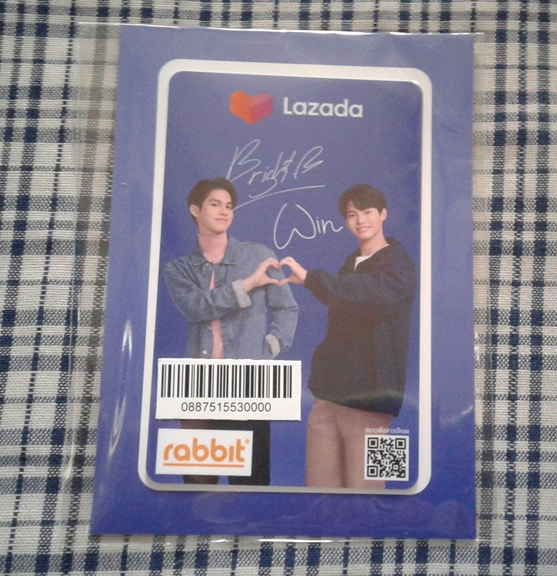 Lazada
Bright B
Win
0887515530000
rabbit